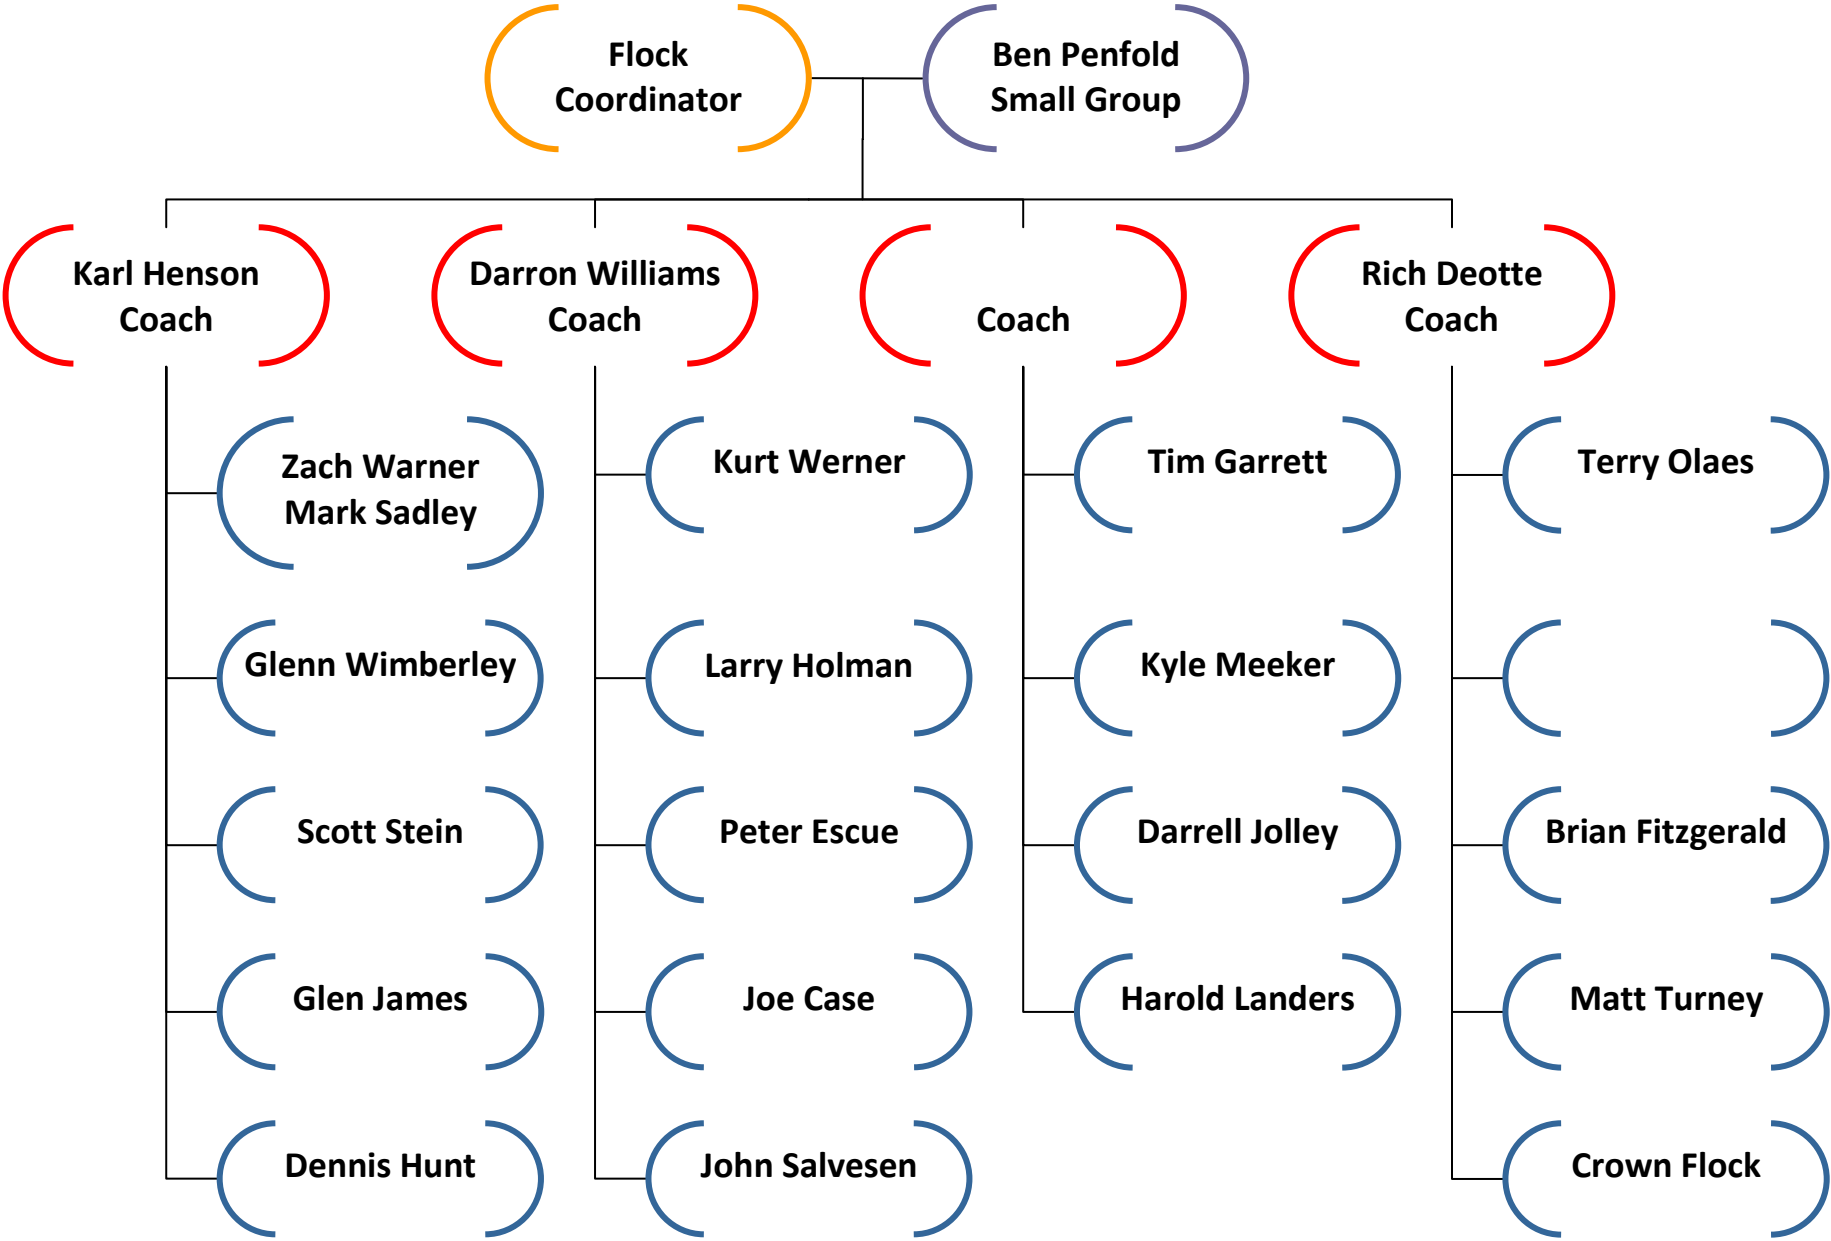 Flock
Coordinator
Ben Penfold
Small Group
Karl Henson
Coach
Darron Williams
Coach
Coach
Rich Deotte
Coach
Zach Warner
Mark Sadley
Kurt Werner
Tim Garrett
Terry Olaes
Glenn Wimberley
Larry Holman
Kyle Meeker
Scott Stein
Peter Escue
Darrell Jolley
Brian Fitzgerald
Glen James
Joe Case
Harold Landers
Matt Turney
Dennis Hunt
John Salvesen
Crown Flock